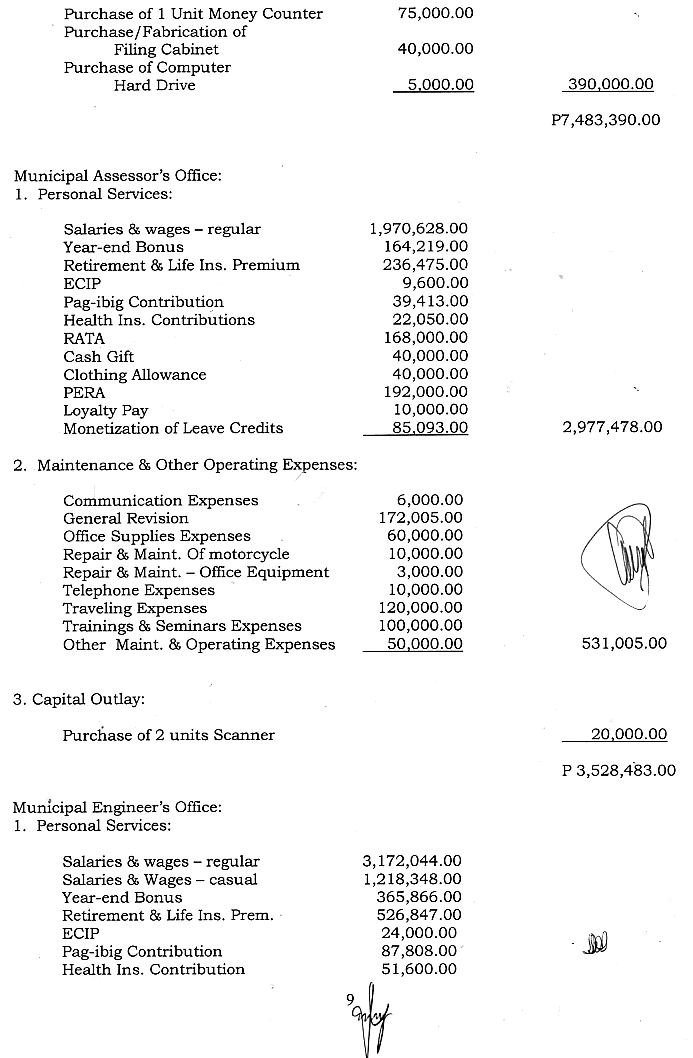 Purchase of 1 Unit Money Counter 75,000.00
Purchase/Fabrication of
Filing Cabinet 40,000.00
Purchase of Computer
Hard Drive 5,000.00 390,000.00
P7,483,390.00
Municipal Assessor's Office:
1. Personal Services:
Salaries & wages – regular 1,970,628.00
Year-end Bonus 164,219.00
Retirement & Life Ins. Premium 236,475.00
ECIP 9,600.00
Pag-ibig Contribution 39,413.00
Health Ins. Contributions 22,050.00
RATA 168,000.00
Cash Gift 40,000.00
Clothing Allowance 40,000.00
PERA 192,000.00
Loyalty Pay 10,000.00
Monetization of Leave Credits 85,093.00 2,977,478.00
2. Maintenance & Other Operating Expenses:
Communication Expenses 6,000.00
General Revision 172,005.00
Office Supplies Expenses 60,000.00
Repair & Maint. Of motorcycle 10,000.00
Repair & Maint. – Office Equipment 3,000.00
Telephone Expenses 10,000.00
Traveling Expenses 120,000.00
Trainings & Seminars Expenses 100,000.00
Other Maint. & Operating Expenses 50,000.00 531,005.00
3. Capital Outlay:
Purchase of 2 units Scanner 20,000.00
P 3,528,483.00
Municipal Engineer's Office:
1. Personal Services:
Salaries & wages – regular 3,172,044.00
Salaries & Wages – casual 1,218,348.00
Year-end Bonus 365,866.00
Retirement & Life Ins. Prem. 526,847.00
ECIP 24,000.00
Pag-ibig Contribution 87,808.00
Health Ins. Contribution 51,600.00
9